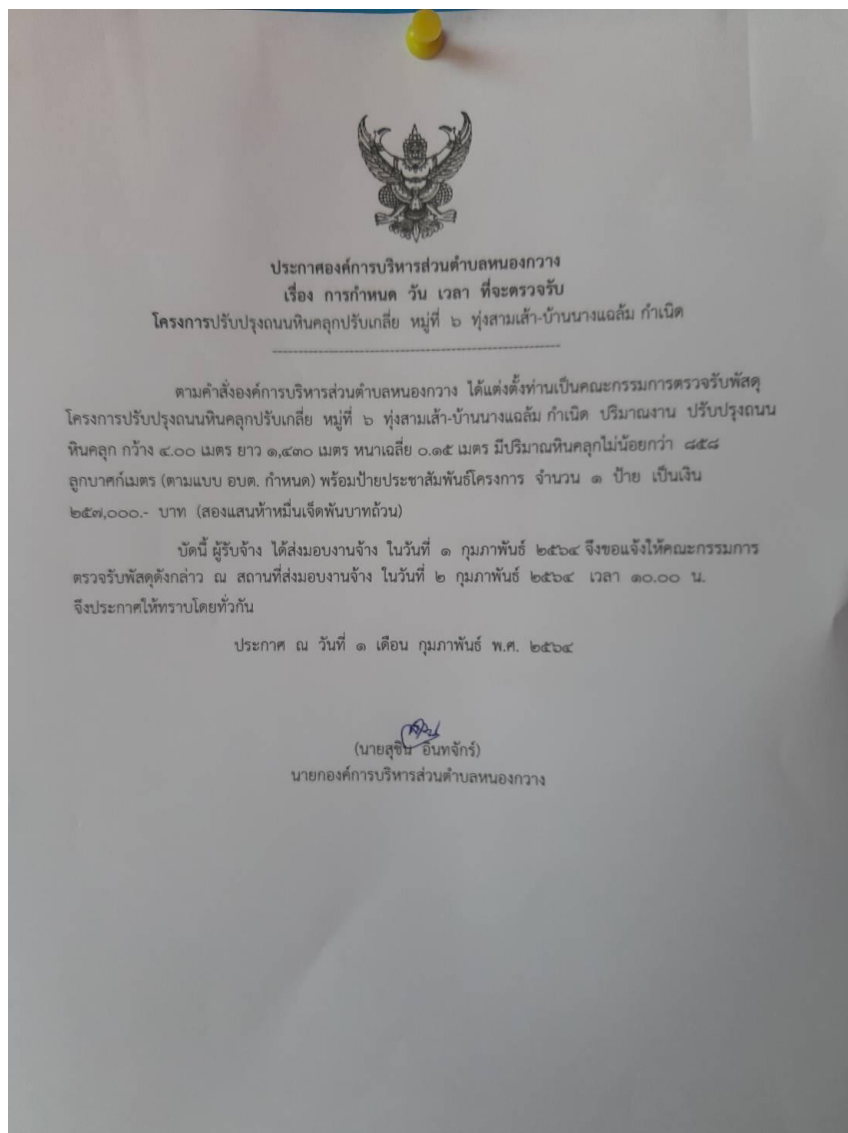 ประกาศองค์การบริหารส่วนตำบลหนองกวาง
เรื่อง การกำหนด วัน เวลา ที่จะตรวจรับ
โครงการปรับปรุงถนนหินคลุกปรับเกลี่ย หมู่ที่ ๖ ทุ่งสามเส้า-บ้านนางแฉล้ม กำเนิด
ตามคำสั่งองค์การบริหารส่วนตำบลหนองกวาง ได้แต่งตั้งท่านเป็นคณะกรรมการตรวจรับพัสดุ
โครงการปรับปรุงถนนหินคลุกปรับเกลี่ย หมู่ที่ ๖ ทุ่งสามเส้า-บ้านนางแฉล้ม กำเนิด ปริมาณงาน ปรับปรุงถนน
หินคลุก กว้าง ๔.๐๐ เมตร ยาว ๑,๔๓๐ เมตร หนาเฉลี่ย ๐.๑๕ เมตร มีปริมาณหินคลุกไม่น้อยกว่า ๘๕๘
ลูกบาศก์เมตร (ตามแบบ อบต. กำหนด) พร้อมป้ายประชาสัมพันธ์โครงการ จำนวน ๑ ป้าย เป็นเงิน
๒๕๗,๐๐๐.- บาท (สองแสนห้าหมื่นเจ็ดพันบาทถ้วน)
บัดนี้ ผู้รับจ้าง ได้ส่งมอบงานจ้าง ในวันที่ ๑ กุมภาพันธ์ ๒๕๖๔ จึงขอแจ้งให้คณะกรรมการ
ตรวจรับพัสดุดังกล่าว ณ สถานที่ส่งมอบงานจ้าง ในวันที่ ๒ กุมภาพันธ์ ๒๕๖๔ เวลา ๑๐.๐๐ น.
จึงประกาศให้ทราบโดยทั่วกัน
ประกาศ ณ วันที่ ๑ เดือน กุมภาพันธ์ พ.ศ. ๒๕๖๔
(นายสุชิน อินทจักร์)
นายกองค์การบริหารส่วนตำบลหนองกวาง